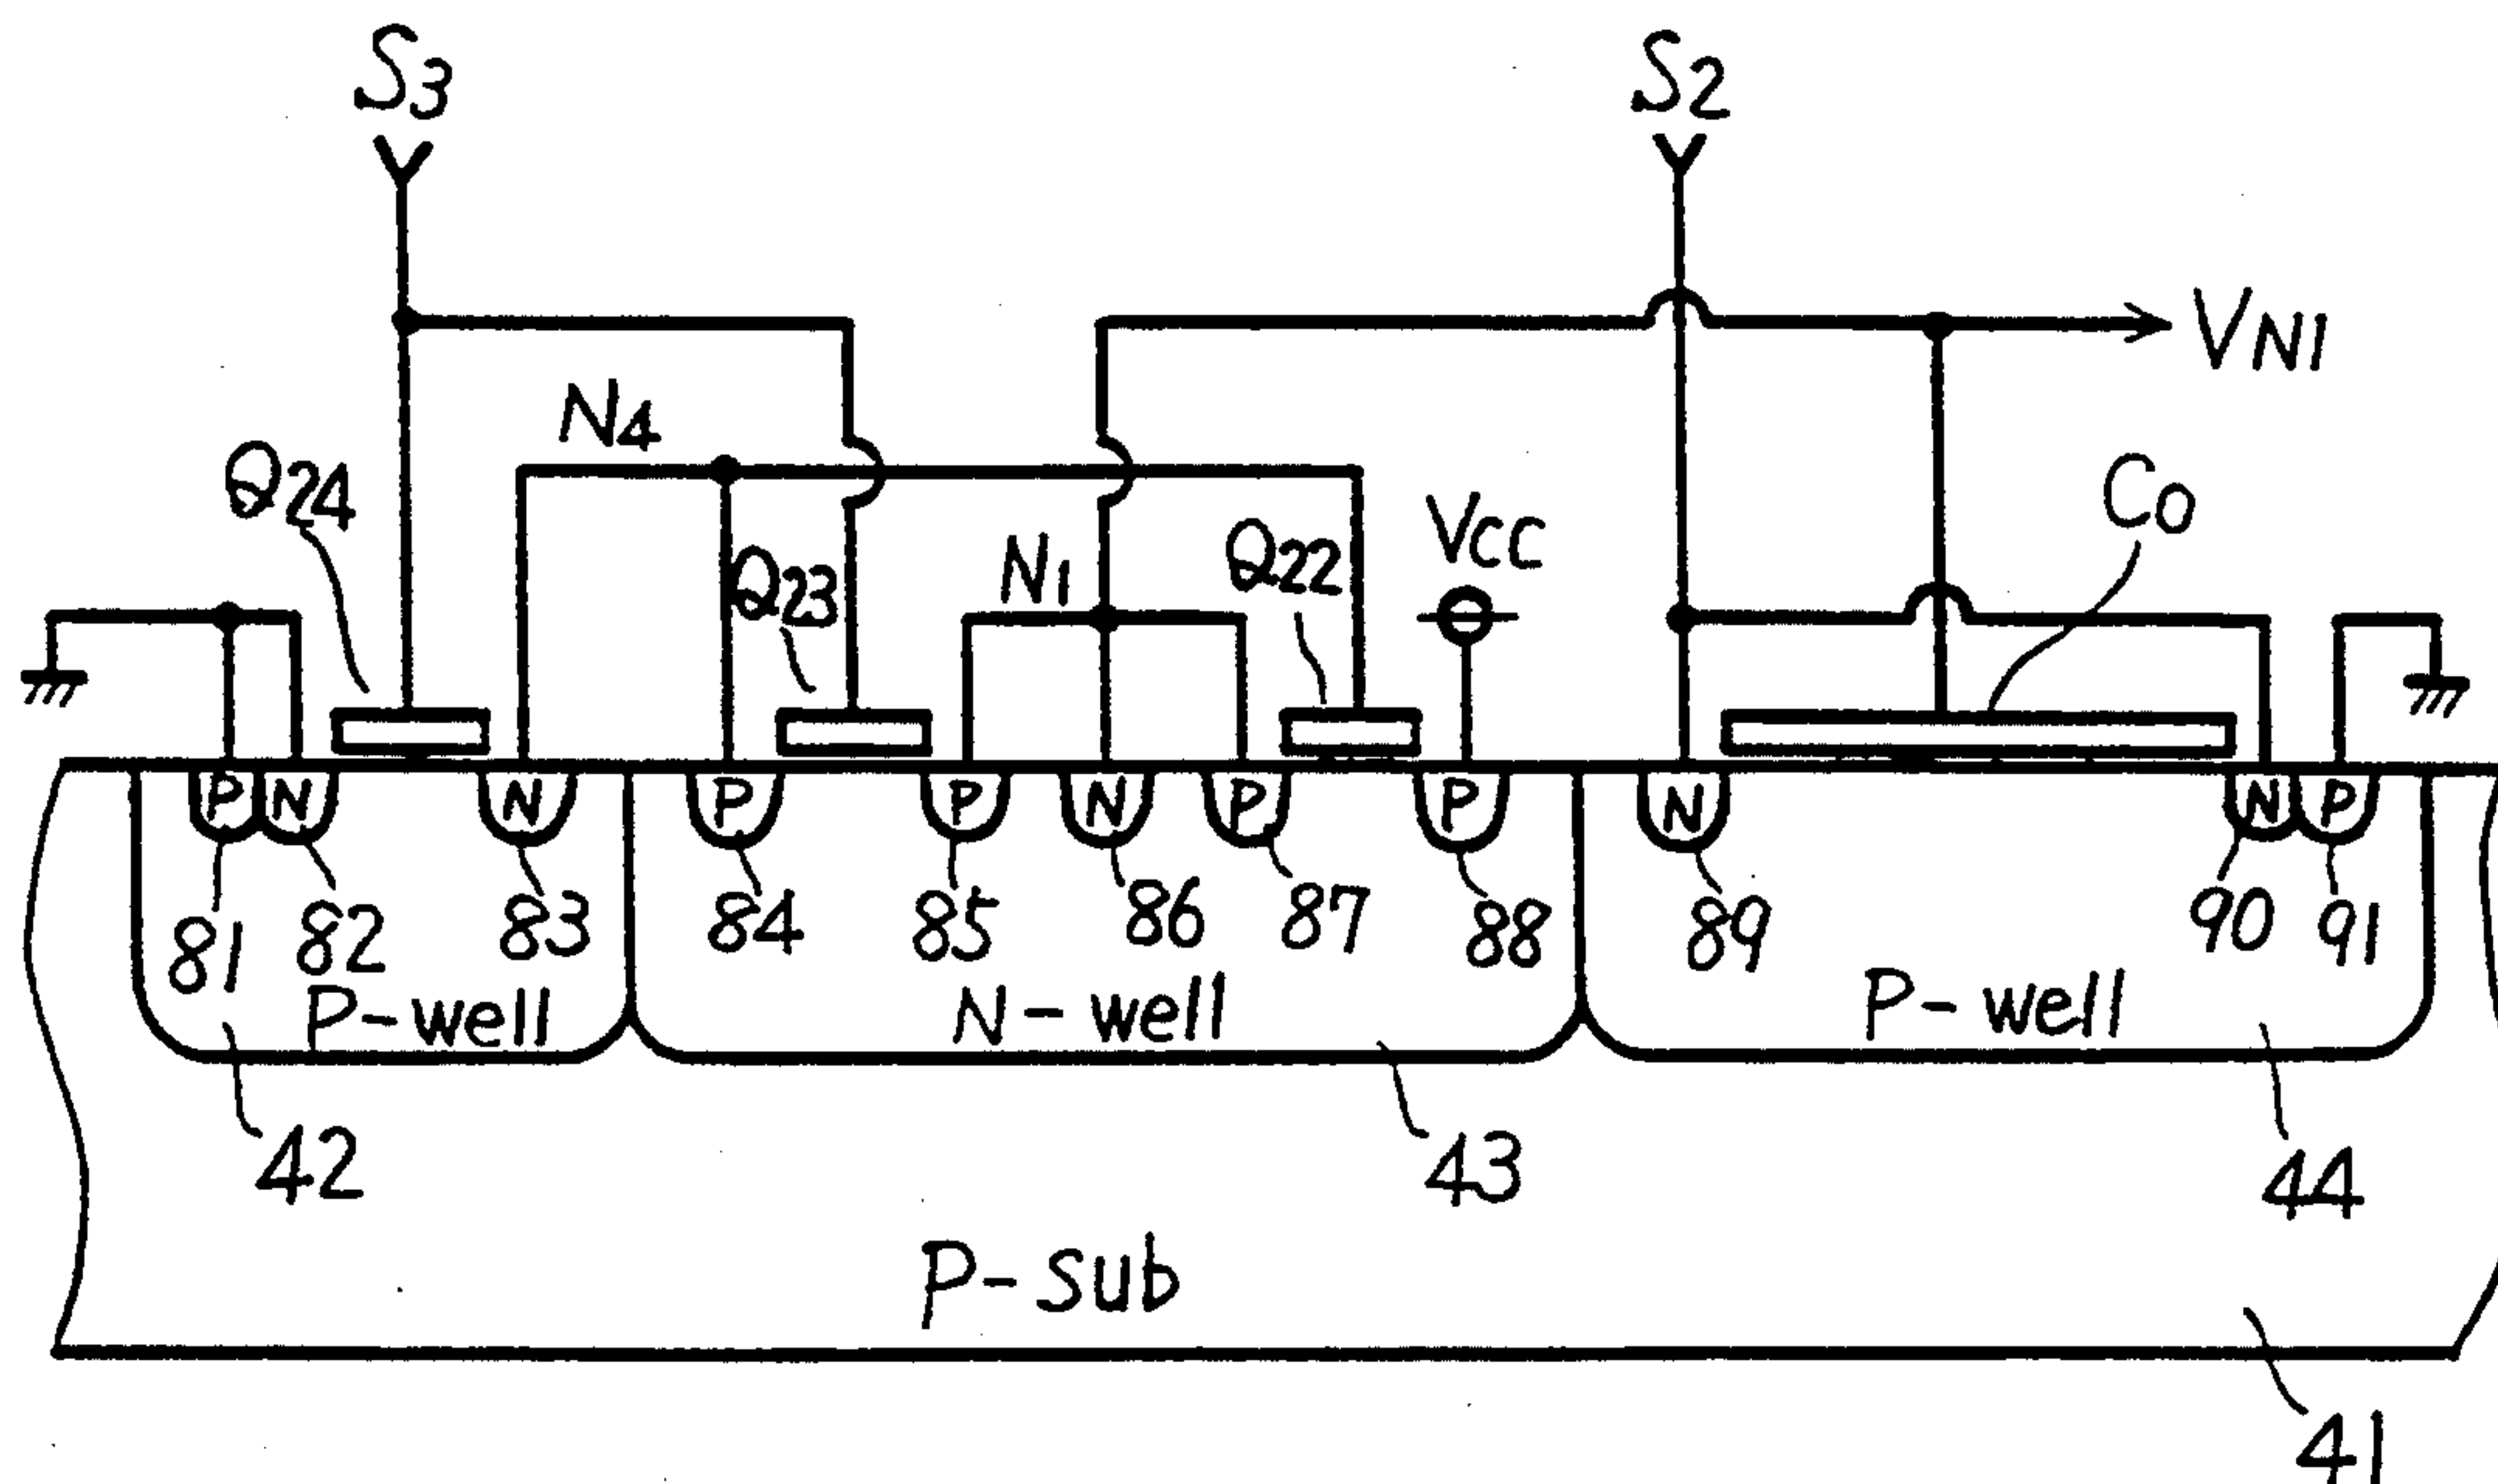 S3 S2
VN1
N4
Q24 Q23 N1 Q22 VCC C0
P N N P P N P P N N P
81 82 83 84 85 86 87 88 89 90 91
P-well N-well P-well
42 43 44
P-sub
41